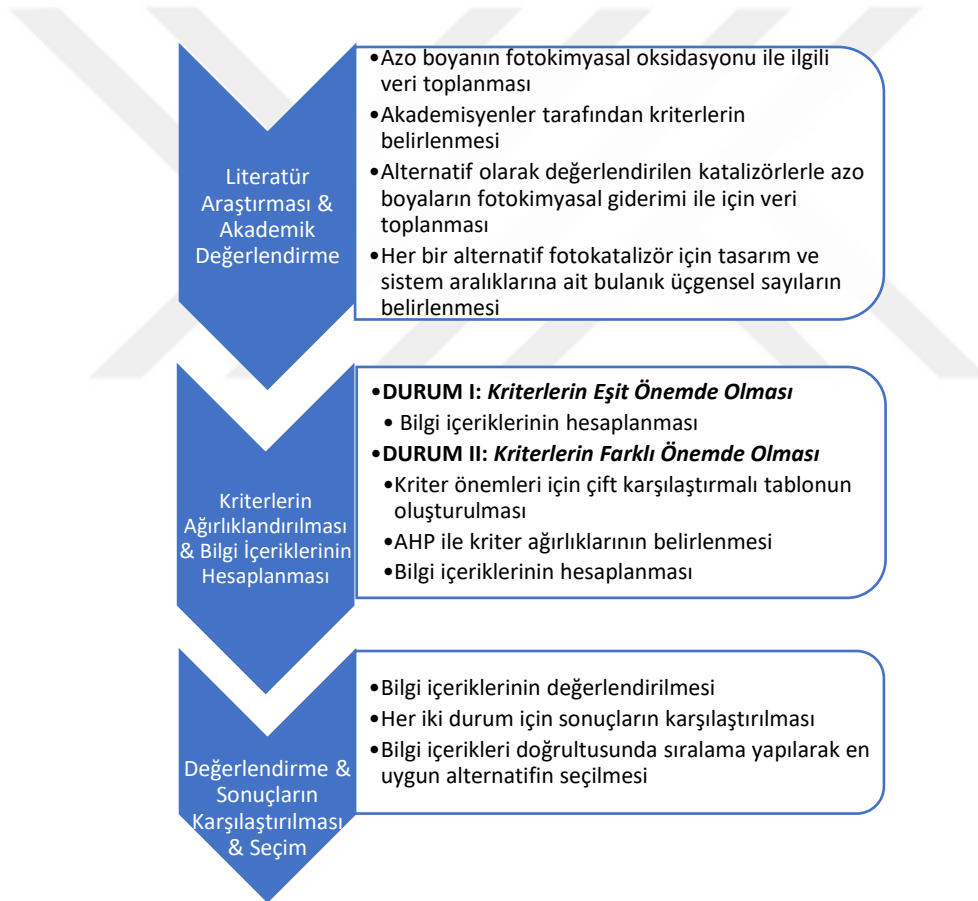 Literatür
Araştırması &
Akademik
Değerlendirme
•Azo boyanın fotokimyasal oksidasyonu ile ilgili
veri toplanması
•Akademisyenler tarafından kriterlerin
belirlenmesi
•Alternatif olarak değerlendirilen katalizörlerle azo
boyaların fotokimyasal giderimi ile için veri
toplanması
•Her bir alternatif fotokatalizör için tasarım ve
sistem aralıklarına ait bulanık üçgensel sayıların
belirlenmesi
Kriterlerin
Ağırlıklandırılması
& Bilgi İçeriklerinin
Hesaplanması
•DURUM I: Kriterlerin Eşit Önemde Olması
• Bilgi içeriklerinin hesaplanması
•DURUM II: Kriterlerin Farklı Önemde Olması
•Kriter önemleri için çift karşılaştırmalı tablonun
oluşturulması
•AHP ile kriter ağırlıklarının belirlenmesi
•Bilgi içeriklerinin hesaplanması
Değerlendirme &
Sonuçların
Karşılaştırılması
& Seçim
•Bilgi içeriklerinin değerlendirilmesi
•Her iki durum için sonuçların karşılaştırılması
•Bilgi içerikleri doğrultusunda sıralama yapılarak en
uygun alternatifin seçilmesi